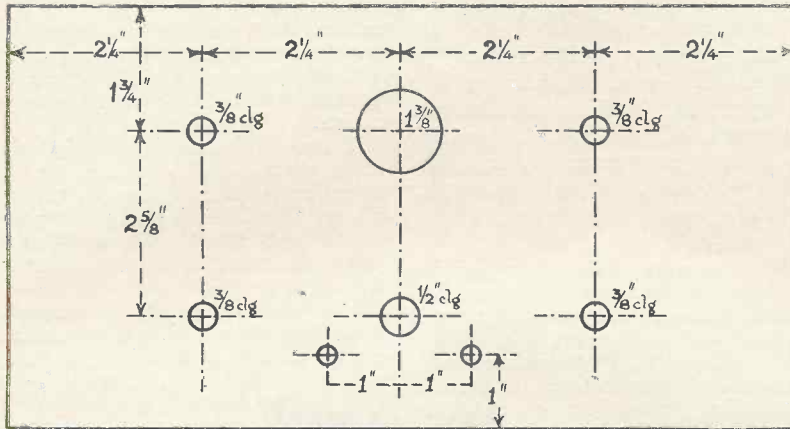 2¼" 2¼" 2¼" 2¼"
1¾"
⅜" clg 1⅜" ⅜" clg
2⅝"
⅜ clg ½" clg ⅜" clg
1" 1" 1"